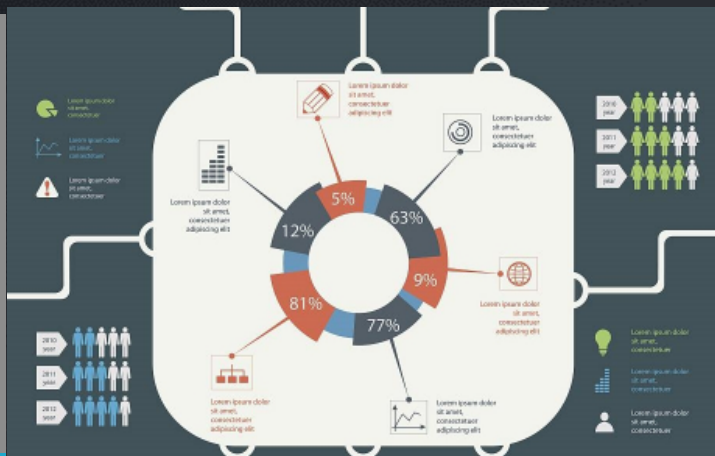 Lorem ipsum dolor
sit amet,
consectetuer
Lorem ipsum dolor
sit amet,
consectetuer
Lorem ipsum dolor
sit amet,
consectetuer
Lorem ipsum dolor
sit amet,
consectetuer
adipiscing elit
Lorem ipsum dolor
sit amet,
consectetuer
adipiscing elit
2010
year
2011
year
2012
year
Lorem ipsum dolor
sit amet,
consectetuer
adipiscing elit
5%
63%
12%
9%
81%
77%
Lorem ipsum dolor
sit amet,
consectetuer
adipiscing elit
2010
year
2011
year
2012
year
Lorem ipsum dolor
sit amet,
consectetuer
adipiscing elit
Lorem ipsum dolor
sit amet,
consectetuer
adipiscing elit
Lorem ipsum dolor
sit amet,
consectetuer
Lorem ipsum dolor
sit amet,
consectetuer
Lorem ipsum dolor
sit amet,
consectetuer